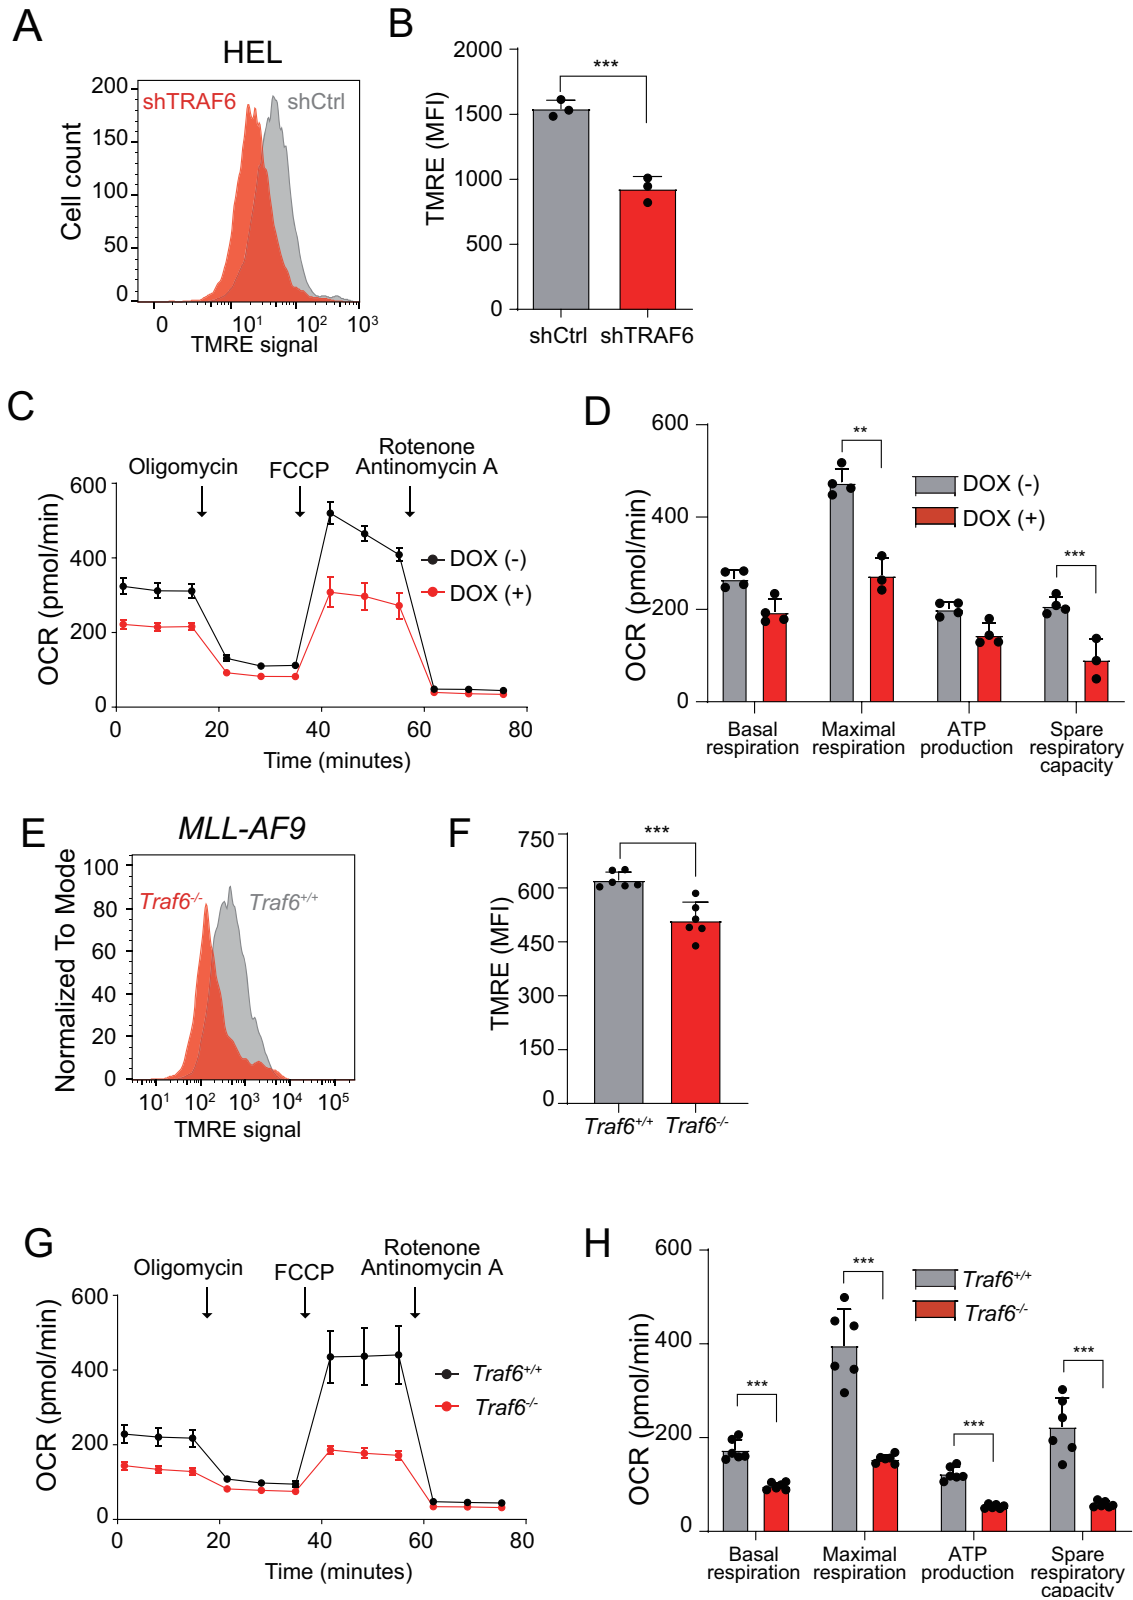 A
HEL
200
150
100
50
0
Cell count
shTRAF6
shCtrl
0
10¹
10²
10³
TMRE signal
B
2000
1500
1000
500
0
TMRE (MFI)
***
shCtrl
shTRAF6
C
Oligomycin
FCCP
Rotenone
Antinomycin A
600
400
200
0
OCR (pmol/min)
DOX (-)
DOX (+)
0
20
40
60
80
Time (minutes)
D
600
400
200
0
OCR (pmol/min)
**
***
DOX (-)
DOX (+)
Basal
respiration
Maximal
respiration
ATP
production
Spare
respiratory
capacity
E
MLL-AF9
100
80
60
40
20
0
Normalized To Mode
Traf6-/-
Traf6+/+
10¹
10²
10³
10⁴
10⁵
TMRE signal
F
750
600
450
300
150
0
TMRE (MFI)
***
Traf6+/+
Traf6-/-
G
Oligomycin
FCCP
Rotenone
Antinomycin A
600
400
200
0
OCR (pmol/min)
Traf6+/+
Traf6-/-
0
20
40
60
80
Time (minutes)
H
600
400
200
0
OCR (pmol/min)
***
***
***
***
Traf6+/+
Traf6-/-
Basal
respiration
Maximal
respiration
ATP
production
Spare
respiratory
capacity